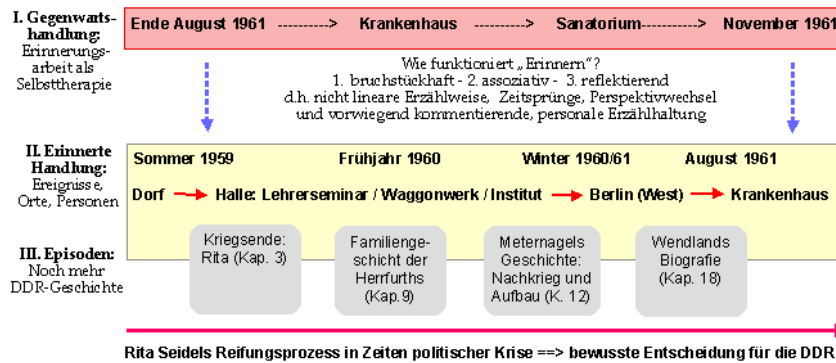 I. Gegenwarts-
handlung:
Erinnerungs-
arbeit als
Selbsttherapie
Ende August 1961 ----------> Krankenhaus ----------> Sanatorium----------> November 1961
Wie funktioniert „Erinnern“?
1. bruchstückhaft - 2. assoziativ - 3. reflektierend
d.h. nicht lineare Erzählweise, Zeitsprünge, Perspektivwechsel
und vorwiegend kommentierende, personale Erzählhaltung
II. Erinnerte
Handlung:
Ereignisse,
Orte, Personen
Sommer 1959 Frühjahr 1960 Winter 1960/61 August 1961
Dorf Halle: Lehrerseminar / Waggonwerk / Institut Berlin (West) Krankenhaus
III. Episoden:
Noch mehr
DDR-Geschichte
Kriegsende:
Rita (Kap. 3)
Familienge-
schicht der
Herrfurths
(Kap.9)
Meternagels
Geschichte:
Nachkrieg und
Aufbau (K. 12)
Wendlands
Biografie
(Kap. 18)
Rita Seidels Reifungsprozess in Zeiten politischer Krise ==> bewusste Entscheidung für die DDR